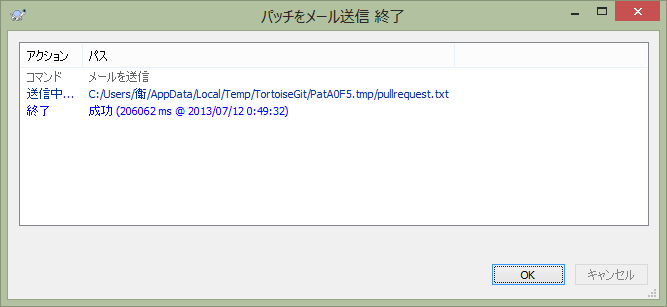 パッチをメール送信 終了
アクション パス
コマンド メールを送信
送信中... C:/Users/衛/AppData/Local/Temp/TortoiseGit/PatA0F5.tmp/pullrequest.txt
終了 成功 (206062 ms @ 2013/07/12 0:49:32)
OK キャンセル